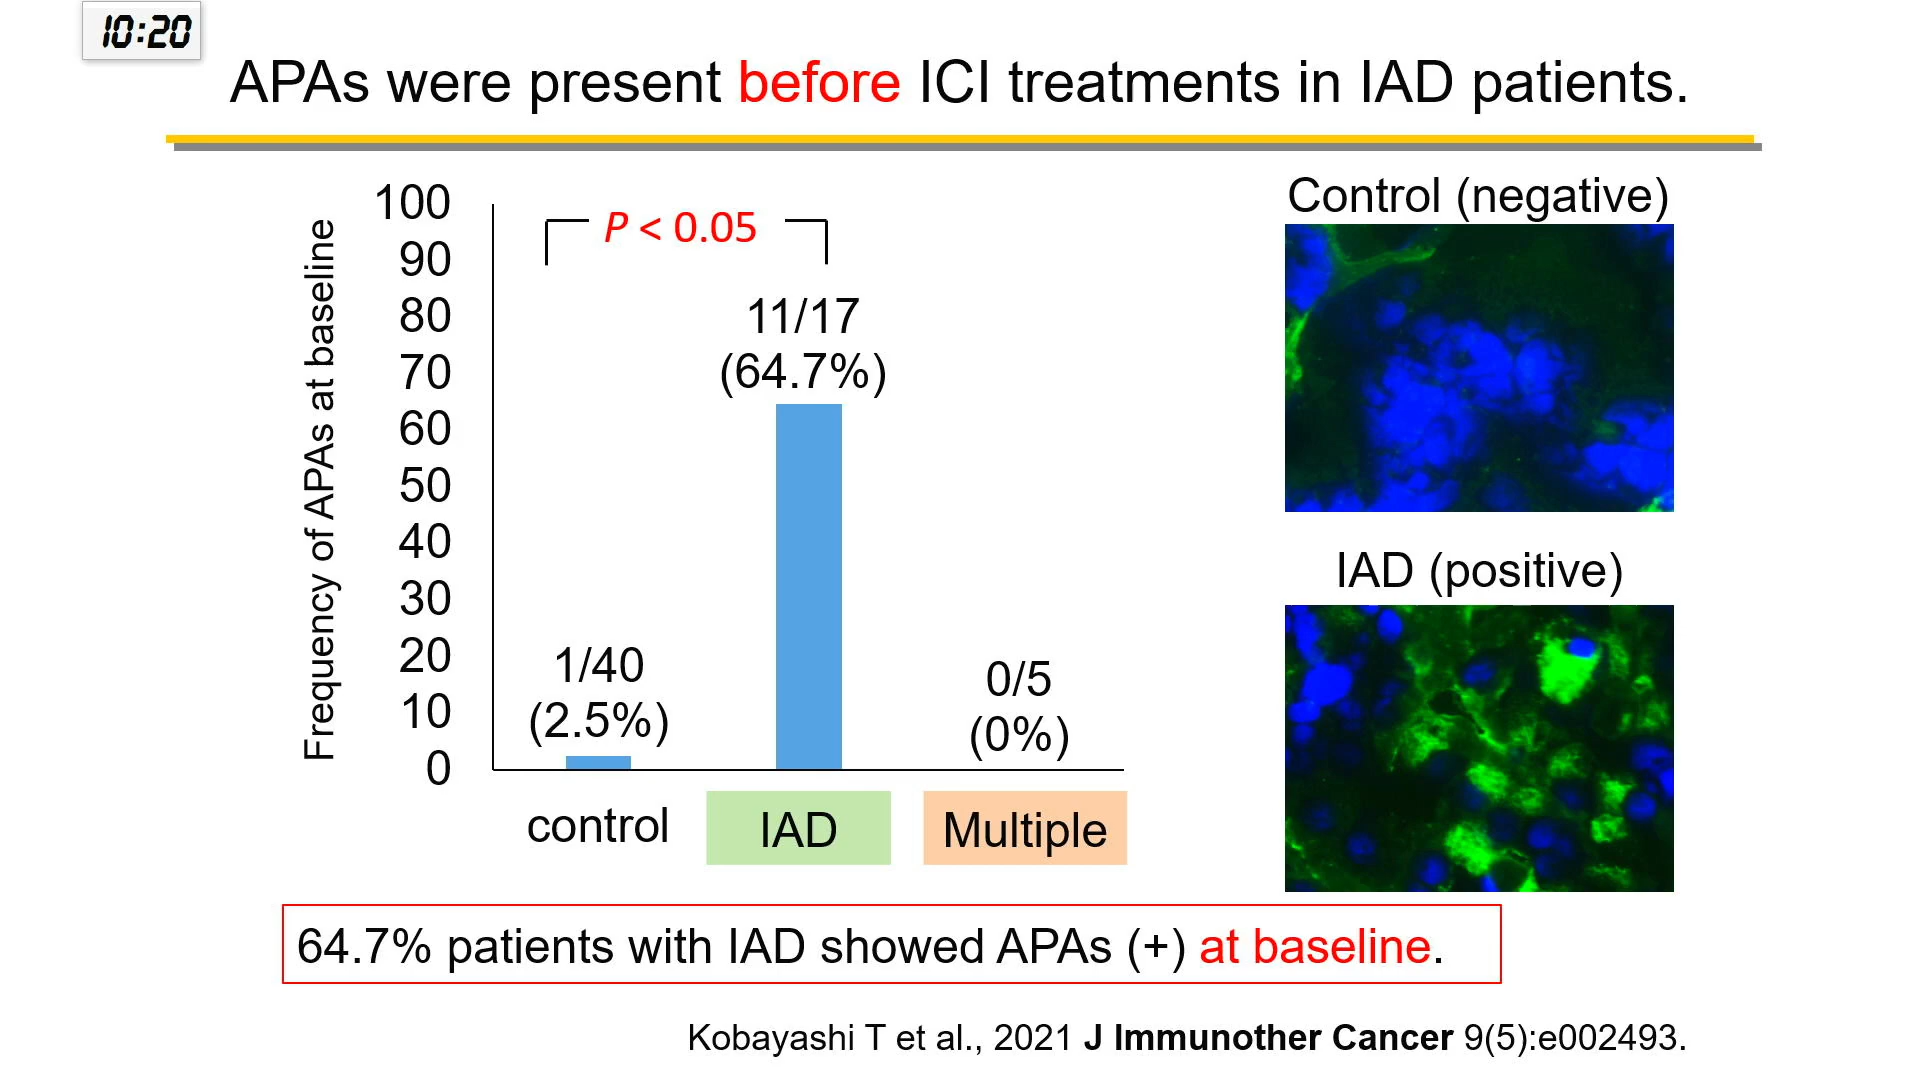 10:20
APAs were present before ICI treatments in IAD patients.
Frequency of APAs at baseline
100
90
80
70
60
50
40
30
20
10
0
P < 0.05
1/40
(2.5%)
11/17
(64.7%)
0/5
(0%)
control
IAD
Multiple
Control (negative)
IAD (positive)
64.7% patients with IAD showed APAs (+) at baseline.
Kobayashi T et al., 2021 J Immunother Cancer 9(5):e002493.